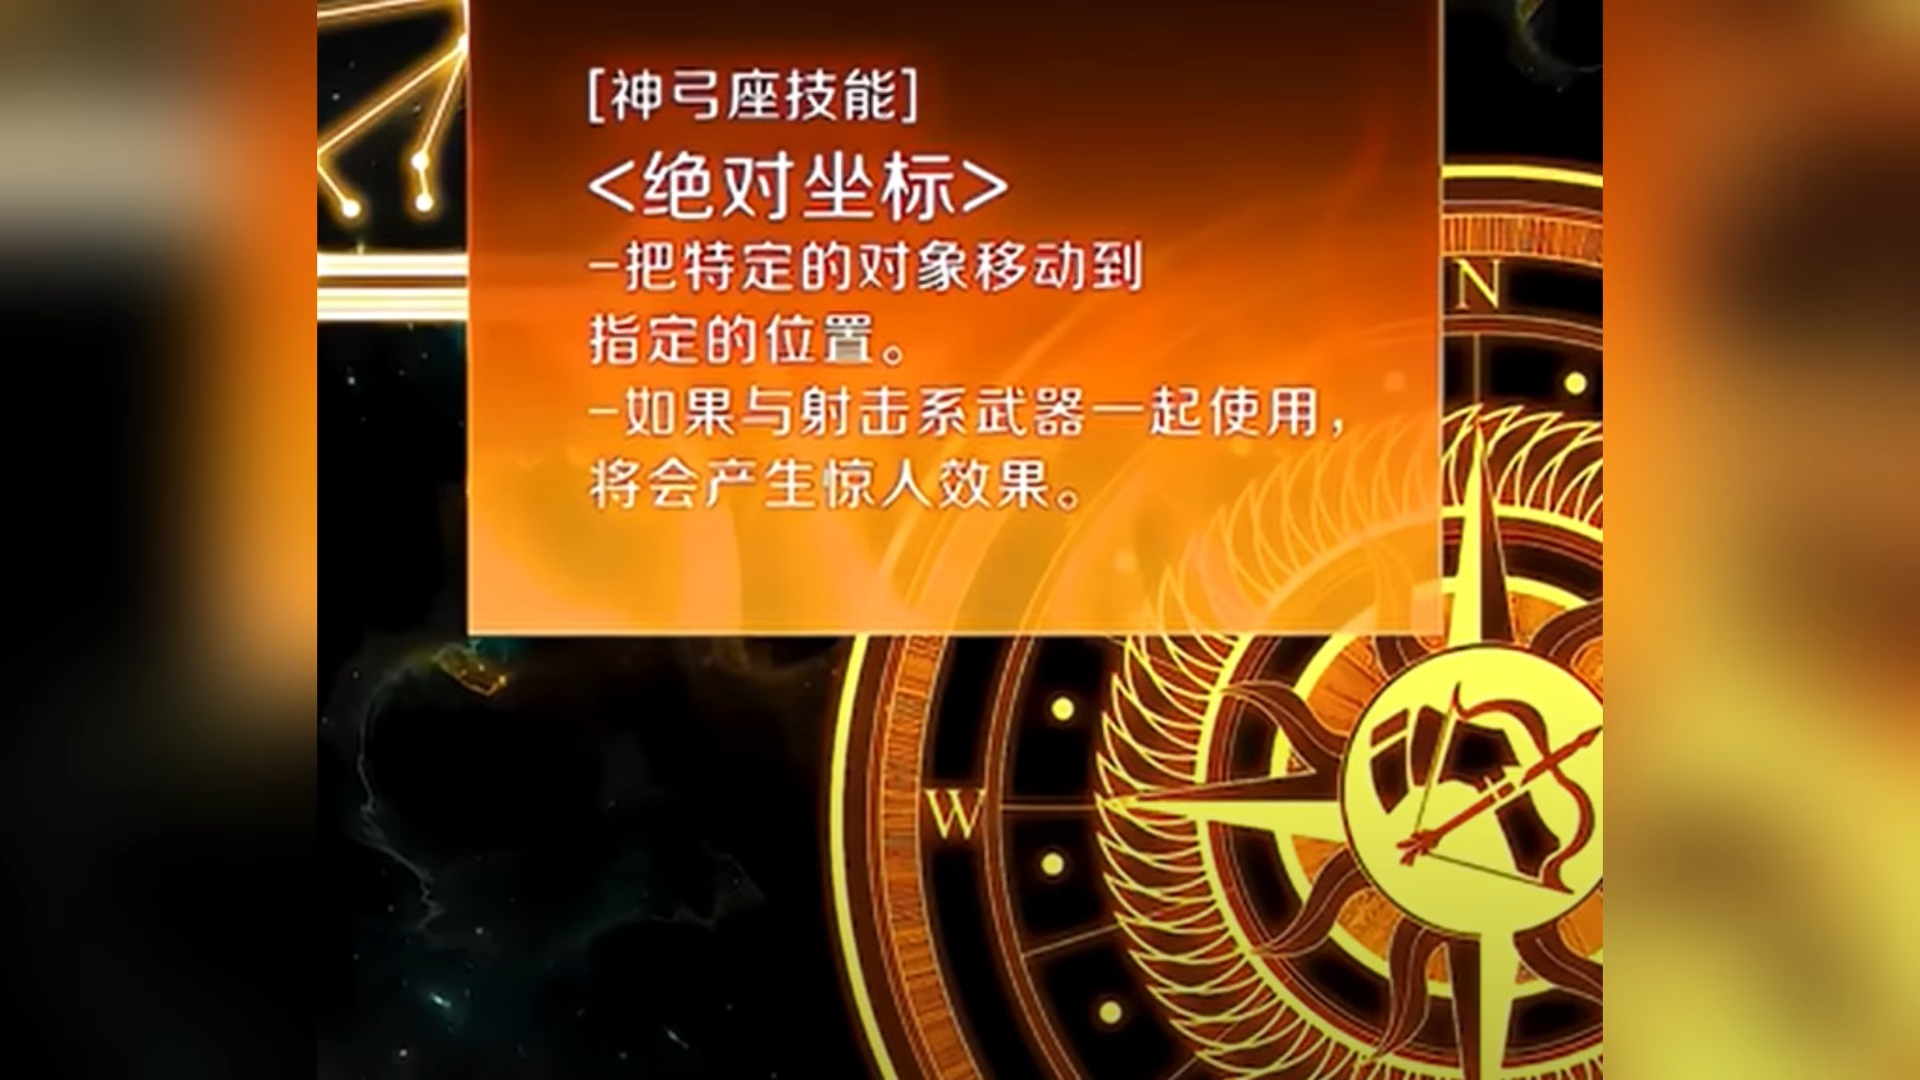 [神弓座技能]
<绝对坐标>
-把特定的对象移动到
指定的位置。
-如果与射击系武器一起使用，
将会产生惊人效果。
N
W